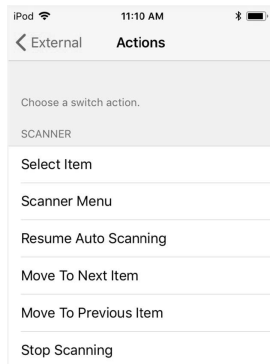 iPod 11:10 AM
External Actions
Choose a switch action.
SCANNER
Select Item
Scanner Menu
Resume Auto Scanning
Move To Next Item
Move To Previous Item
Stop Scanning